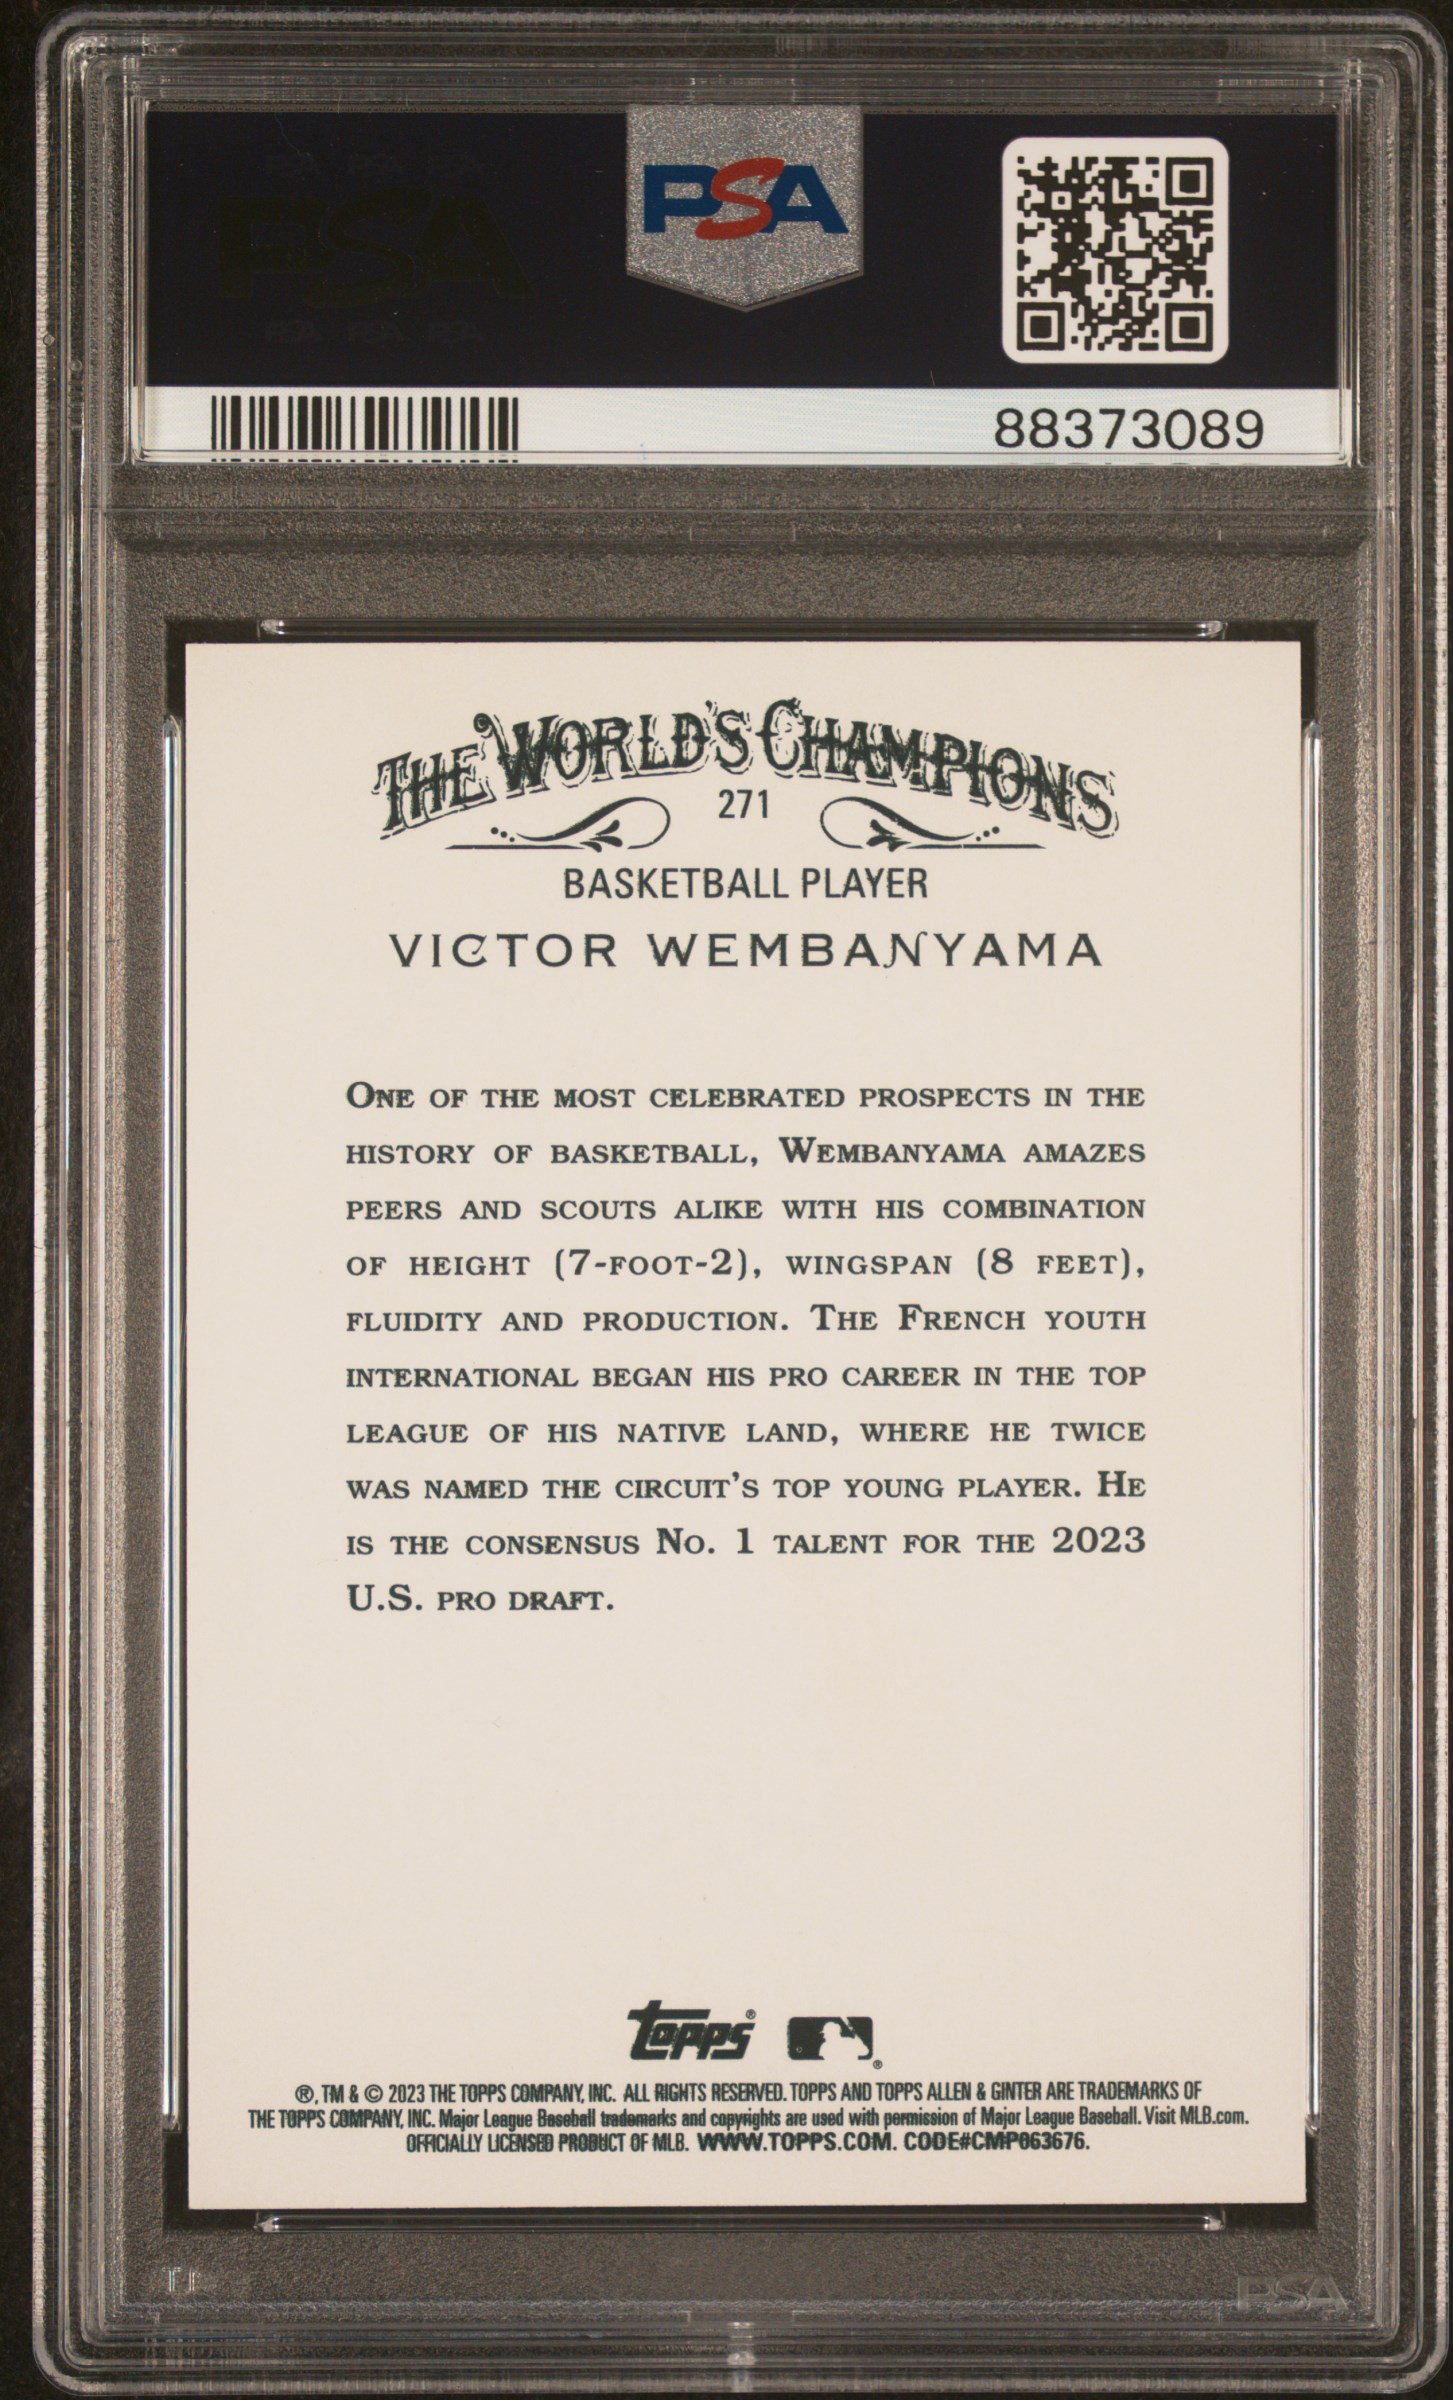 PSA
88373089
THE WORLD'S CHAMPIONS
271
BASKETBALL PLAYER
VICTOR WEMBANYAMA
ONE OF THE MOST CELEBRATED PROSPECTS IN THE
HISTORY OF BASKETBALL, WEMBANYAMA AMAZES
PEERS AND SCOUTS ALIKE WITH HIS COMBINATION
OF HEIGHT (7-FOOT-2), WINGSPAN (8 FEET),
FLUIDITY AND PRODUCTION. THE FRENCH YOUTH
INTERNATIONAL BEGAN HIS PRO CAREER IN THE TOP
LEAGUE OF HIS NATIVE LAND, WHERE HE TWICE
WAS NAMED THE CIRCUIT'S TOP YOUNG PLAYER. HE
IS THE CONSENSUS NO. 1 TALENT FOR THE 2023
U.S. PRO DRAFT.
topps®
®, TM & © 2023 THE TOPPS COMPANY, INC. ALL RIGHTS RESERVED. TOPPS AND TOPPS ALLEN & GINTER ARE TRADEMARKS OF
THE TOPPS COMPANY, INC. Major League Baseball trademarks and copyrights are used with permission of Major League Baseball. Visit MLB.com.
OFFICIALLY LICENSED PRODUCT OF MLB. WWW.TOPPS.COM. CODE#CMP063676.
PSA